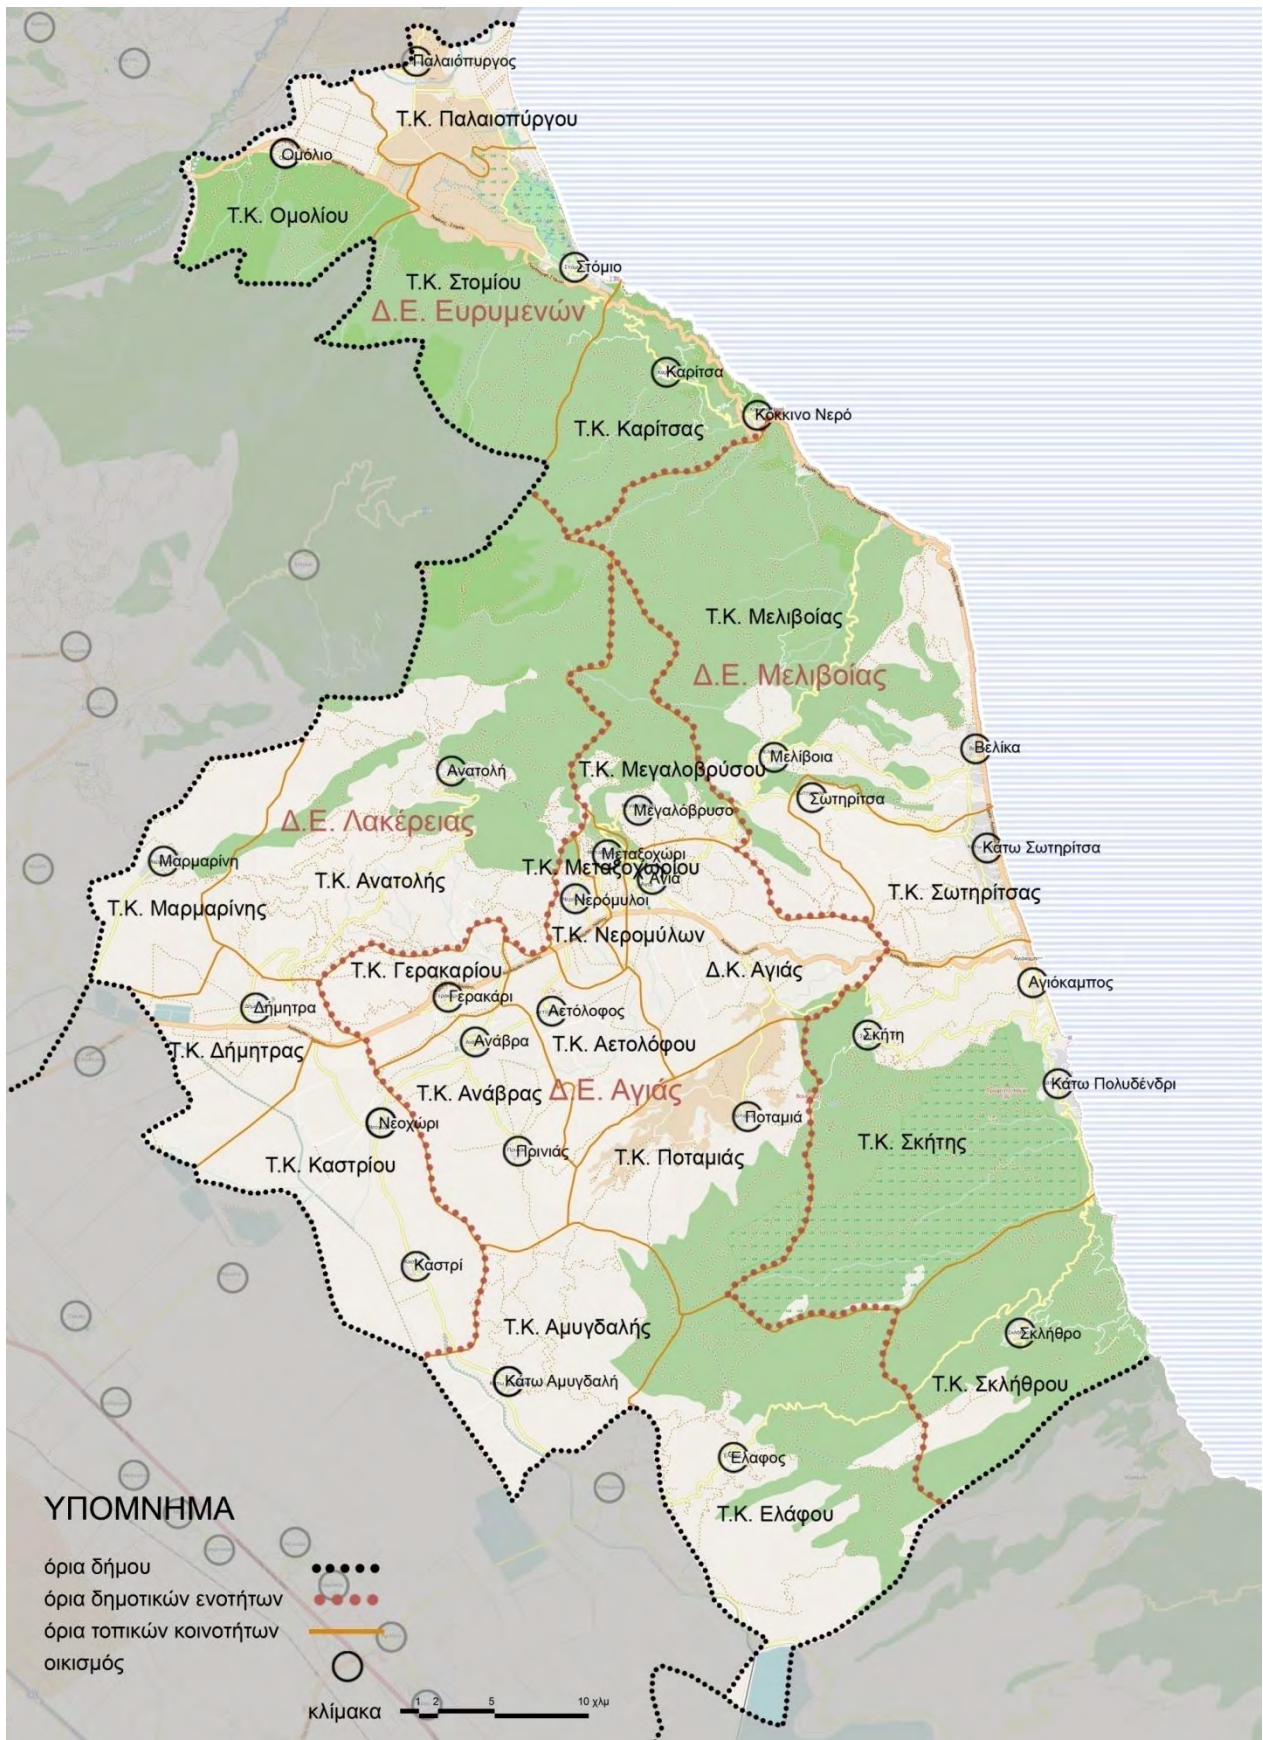 Παλαιόπυργος
Τ.Κ. Παλαιοπύργου
Ομόλιο
Τ.Κ. Ομολίου
Στόμιο
Τ.Κ. Στομίου
Δ.Ε. Ευρυμενών
Καρίτσα
Κόκκινο Νερό
Τ.Κ. Καρίτσας
Τ.Κ. Μελιβοίας
Δ.Ε. Μελιβοίας
Βελίκα
Μελίβοια
Ανατολή
Τ.Κ. Μεγαλοβρύσου
Σωτηρίτσα
Μεγαλόβρυσο
Δ.Ε. Λακέρειας
Κάτω Σωτηρίτσα
Μεταξοχώρι
Μαρμαρίνη
Τ.Κ. Μεταξοχωρίου
Αγιά
Τ.Κ. Ανατολής
Τ.Κ. Σωτηρίτσας
Νερόμυλοι
Τ.Κ. Μαρμαρίνης
Τ.Κ. Νερομύλων
Τ.Κ. Γερακαρίου
Δ.Κ. Αγιάς
Αγιόκαμπος
Γερακάρι
Δήμητρα
Αετόλοφος
Σκήτη
Ανάβρα
Τ.Κ. Αετολόφου
Τ.Κ. Δήμητρας
Κάτω Πολυδένδρι
Τ.Κ. Ανάβρας
Δ.Ε. Αγιάς
Ποταμιά
Νεοχώρι
Τ.Κ. Σκήτης
Πρινιάς
Τ.Κ. Ποταμιάς
Τ.Κ. Καστρίου
Καστρί
Τ.Κ. Αμυγδαλής
Σκλήθρο
Κάτω Αμυγδαλή
Τ.Κ. Σκλήθρου
Έλαφος
Τ.Κ. Ελάφου
ΥΠΟΜΝΗΜΑ
όρια δήμου
όρια δημοτικών ενοτήτων
όρια τοπικών κοινοτήτων
οικισμός
κλίμακα 1 2 5 10 χλμ